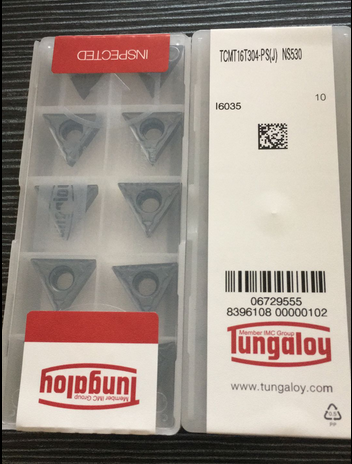 INSPECTED
TCMT16T304-PS(J) NS530
I6035
10
06729555
8396108 00000102
Member IMC Group
Tungaloy
www.tungaloy.com
Member IMC Group
Tungaloy